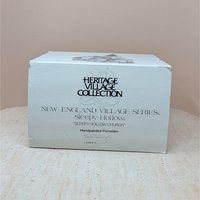 HERITAGE
VILLAGE
COLLECTION
NEW ENGLAND VILLAGE SERIES®
Sleepy Hollow®
"SLEEPY HOLLOW CHURCH"
Handpainted Porcelain